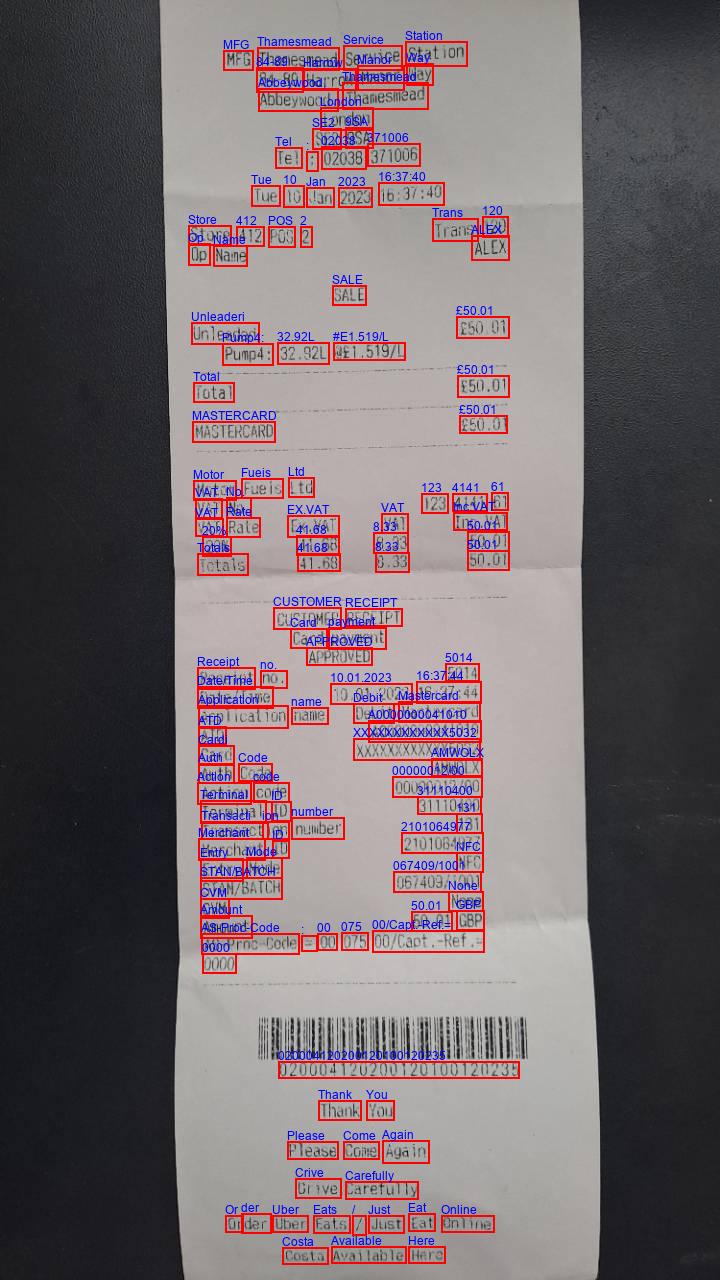 MFG Thamesmead Service Station
84-89 Harrow Manor Way
Abbeywood, Thamesmead
London
SE2 9SA
Tel : 02038 371006
Tue 10 Jan 2023 16:37:40
Store 412 POS 2 Trans 120
Op Name ALEX
SALE
Unleaded £50.01
Pump4: 32.92L @£1.519/L
Total £50.01
MASTERCARD £50.01
Motor Fuels Ltd
VAT No. 123 4141 61
VAT Rate Ex.VAT VAT Inc.VAT
20% 41.68 8.33 50.01
Totals 41.68 8.33 50.01
CUSTOMER RECEIPT
Card payment
APPROVED
Receipt no. 5014
Date/Time 10.01.2023 16:37:44
Application name Debit Mastercard
AID A0000000041010
Card XXXXXXXXXXXX5032
Auth Code AMWOLX
Action code 00000012/00
Terminal ID 31110400
Transaction number 131
Merchant ID 2101064977
Entry Mode NFC
STAN/BATCH 067409/1001
CVM None
Amount 50.01 GBP
AS-Proc-Code = 00 075 00/Capt.-Ref.=
0000
02000412020012010012023​5
Thank You
Please Come Again
Drive Carefully
Order Uber Eats / Just Eat Online
Costa Available Here